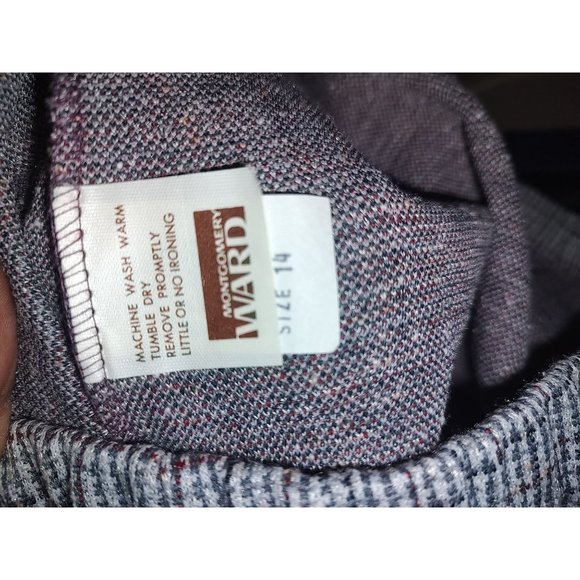 MONTGOMERY
WARD
MACHINE WASH WARM
TUMBLE DRY
REMOVE PROMPTLY
LITTLE OR NO IRONING
SIZE 14